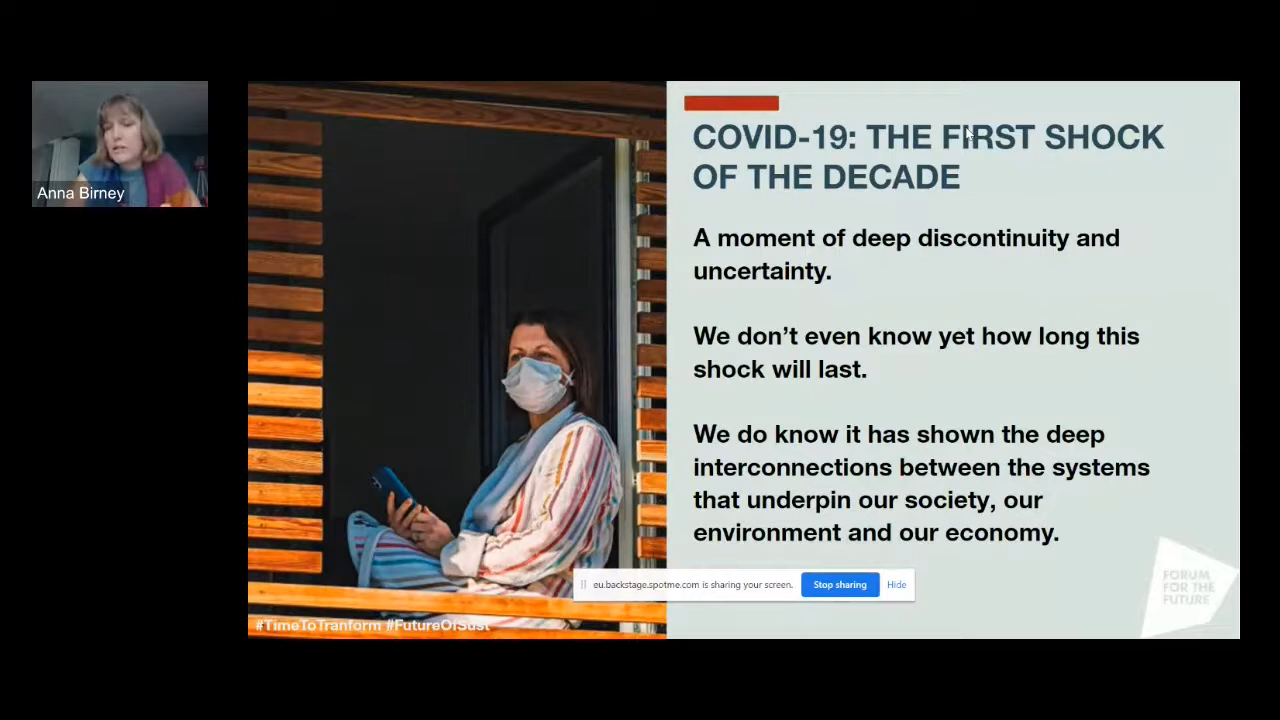 Anna Birney
COVID-19: THE FIRST SHOCK
OF THE DECADE
A moment of deep discontinuity and
uncertainty.
We don’t even know yet how long this
shock will last.
We do know it has shown the deep
interconnections between the systems
that underpin our society, our
environment and our economy.
eu.backstage.spotme.com is sharing your screen.
Stop sharing
Hide
#TimeToTranform #FutureOfSust
FORUM
FOR THE
FUTURE